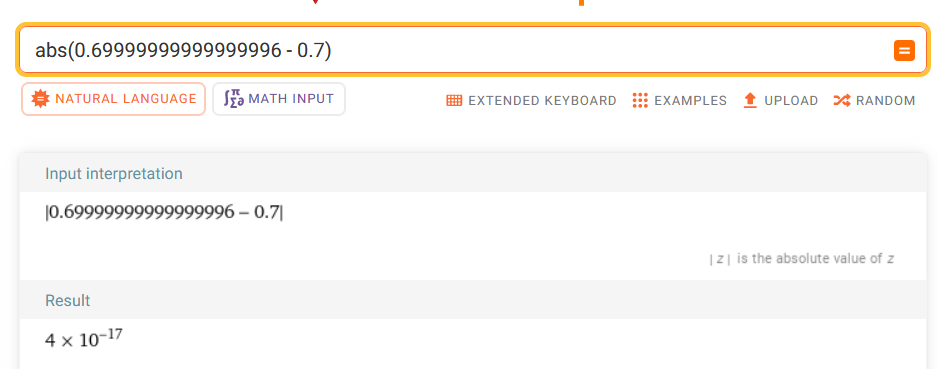 abs(0.69999999999999996 - 0.7)
=
NATURAL LANGUAGE
∫Σ∂π MATH INPUT
EXTENDED KEYBOARD
EXAMPLES
UPLOAD
RANDOM
Input interpretation
|0.69999999999999996 – 0.7|
| z | is the absolute value of z
Result
4 × 10⁻¹⁷